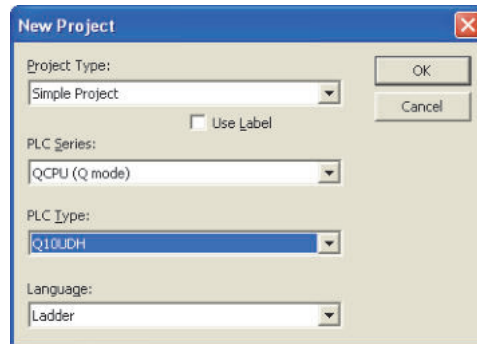 New Project
Project Type:
OK
Simple Project
Cancel
Use Label
PLC Series:
QCPU (Q mode)
PLC Type:
Q10UDH
Language:
Ladder